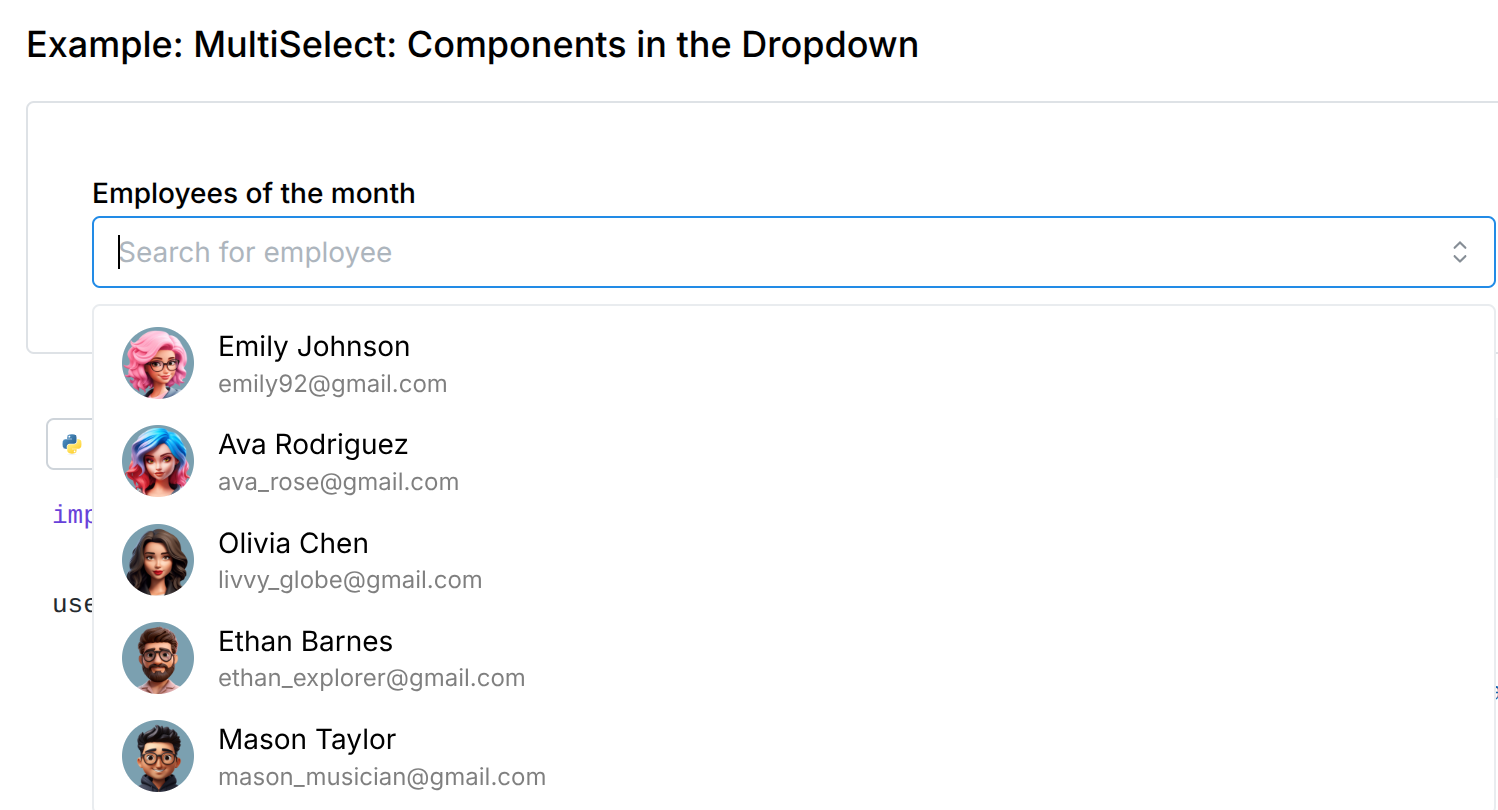 Example: MultiSelect: Components in the Dropdown
Employees of the month
Search for employee
Emily Johnson
emily92@gmail.com
Ava Rodriguez
ava_rose@gmail.com
imp
Olivia Chen
livvy_globe@gmail.com
use
Ethan Barnes
ethan_explorer@gmail.com
Mason Taylor
mason_musician@gmail.com